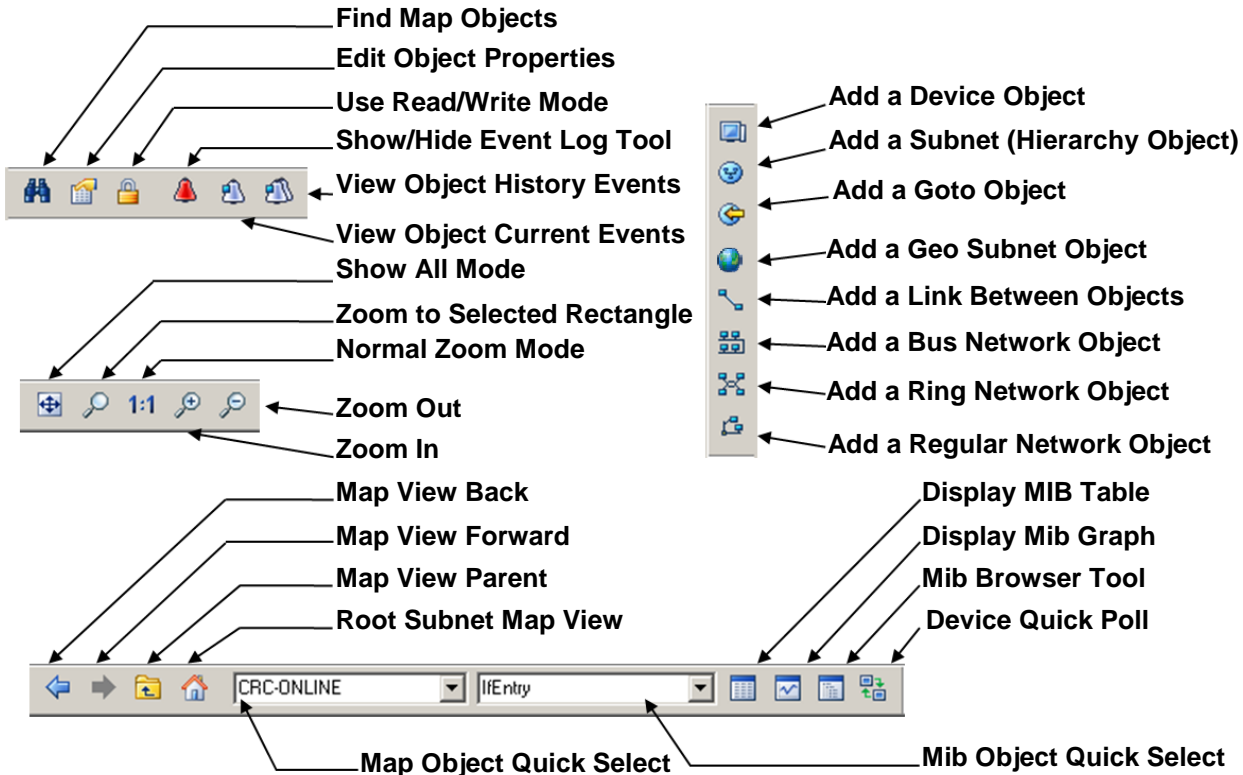 Find Map Objects
Edit Object Properties
Use Read/Write Mode
Show/Hide Event Log Tool
View Object History Events
View Object Current Events
Show All Mode
Zoom to Selected Rectangle
Normal Zoom Mode
1:1
Zoom Out
Zoom In
Add a Device Object
Add a Subnet (Hierarchy Object)
Add a Goto Object
Add a Geo Subnet Object
Add a Link Between Objects
Add a Bus Network Object
Add a Ring Network Object
Add a Regular Network Object
Map View Back
Map View Forward
Map View Parent
Root Subnet Map View
Display MIB Table
Display Mib Graph
Mib Browser Tool
Device Quick Poll
CRC-ONLINE
IfEntry
Map Object Quick Select
Mib Object Quick Select